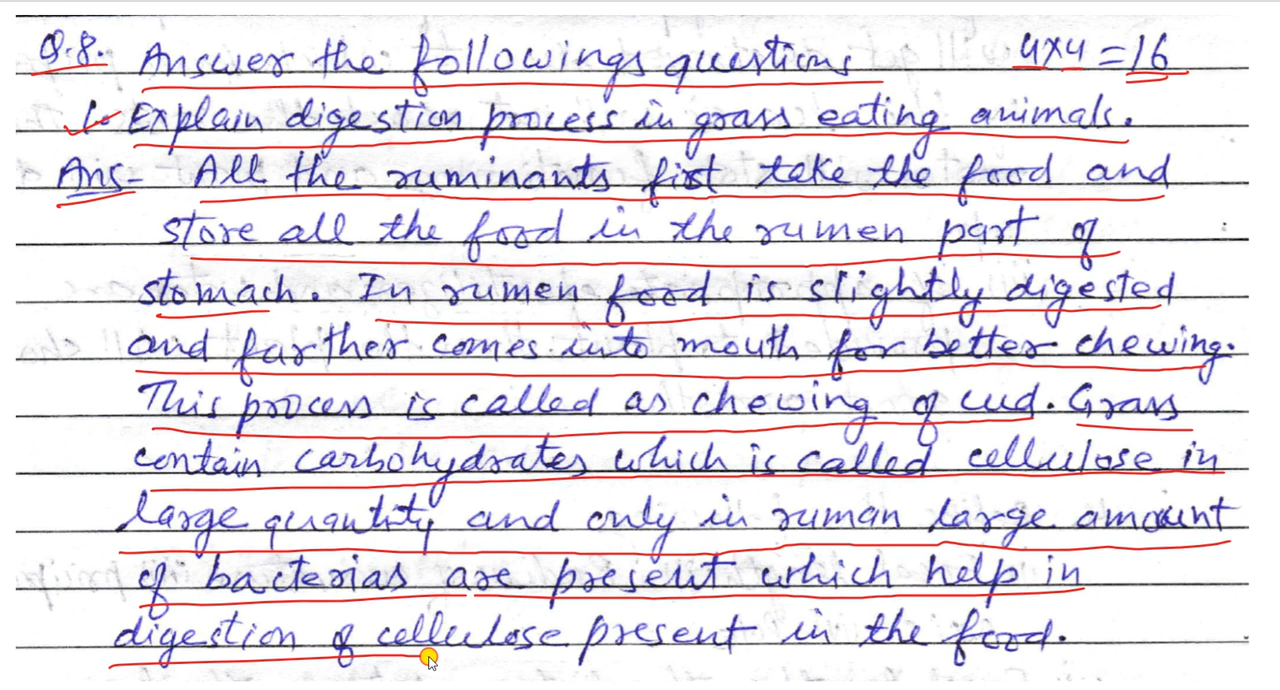 Q.8. Answer the followings questions 4x4=16
1. Explain digestion process in grass eating animals.
Ans- All the ruminants first take the food and
store all the food in the rumen part of
stomach. In rumen food is slightly digested
and farther comes into mouth for better chewing.
This process is called as chewing of cud. Grass
contain carbohydrates which is called cellulose in
large quantity and only in ruman large amount
of bacterias are present which help in
digestion of cellulose present in the food.